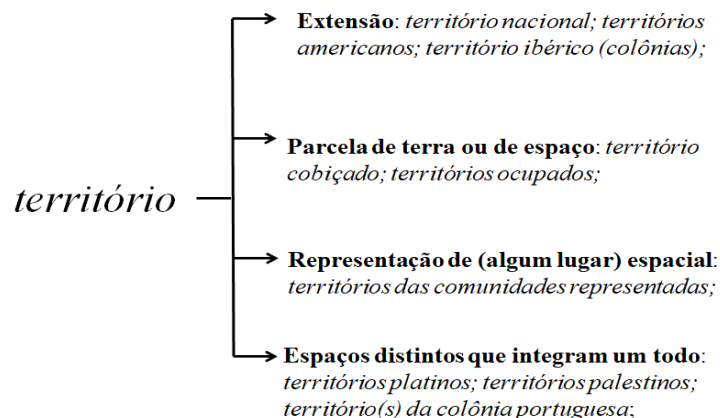 Extensão: território nacional; territórios
americanos; território ibérico (colônias);
Parcela de terra ou de espaço: território
cobiçado; territórios ocupados;
território
Representação de (algum lugar) espacial:
territórios das comunidades representadas;
Espaços distintos que integram um todo:
territórios platinos; territórios palestinos;
território(s) da colônia portuguesa;